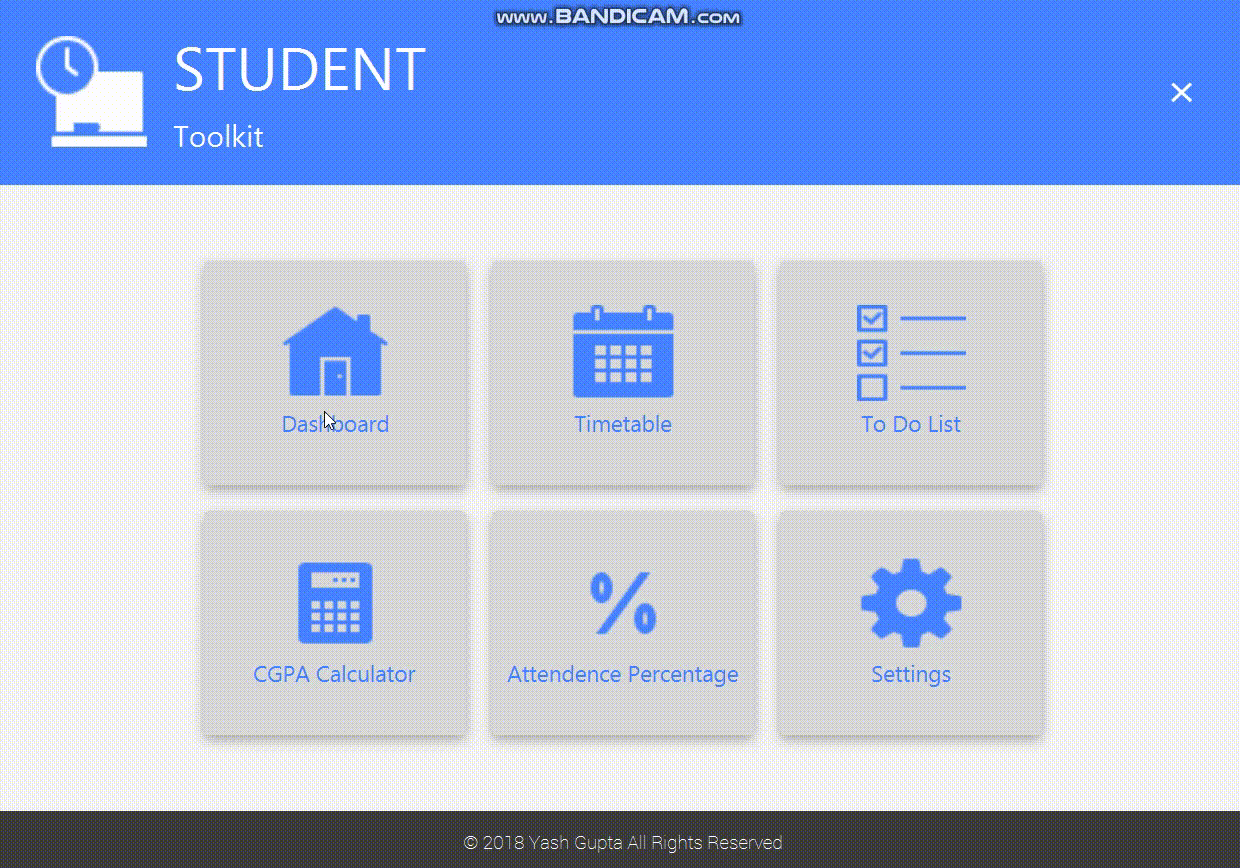 www.BANDICAM.com
STUDENT
Toolkit
Dashboard
Timetable
To Do List
CGPA Calculator
Attendence Percentage
Settings
© 2018 Yash Gupta All Rights Reserved